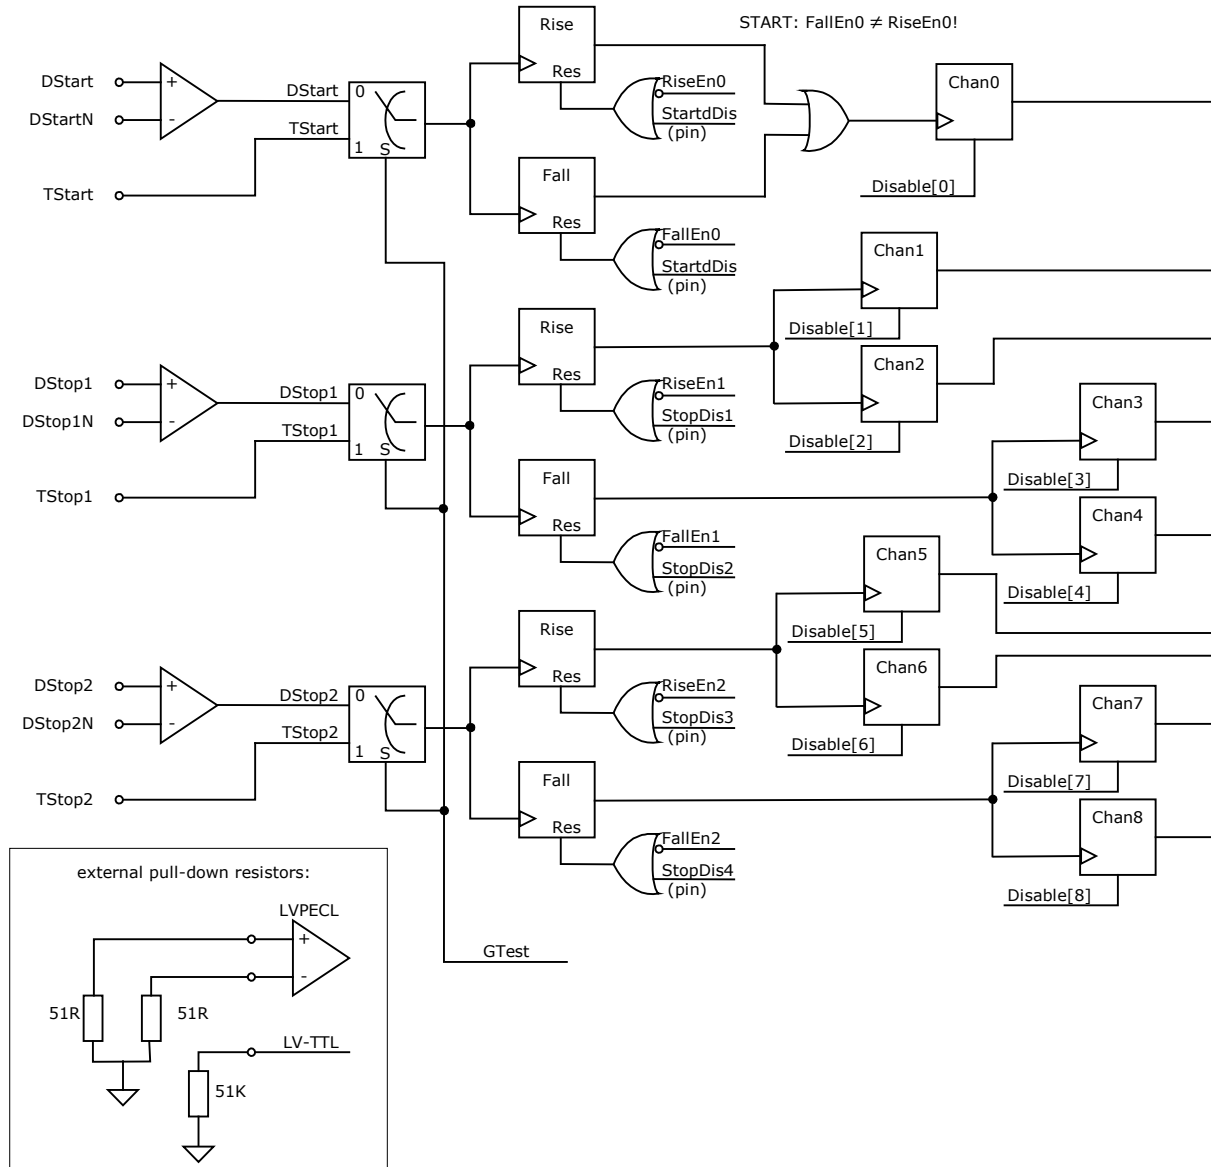 START: FallEn0 ≠ RiseEn0!
Rise
Res
RiseEn0
StartdDis
(pin)
Chan0
Disable[0]
DStart
DStartN
+
-
DStart
TStart
0
1
S
TStart
Fall
Res
FallEn0
StartdDis
(pin)
Chan1
Disable[1]
Rise
Res
RiseEn1
StopDis1
(pin)
Chan2
Disable[2]
DStop1
DStop1N
+
-
DStop1
TStop1
0
1
S
TStop1
Chan3
Disable[3]
Fall
Res
FallEn1
StopDis2
(pin)
Chan4
Disable[4]
Chan5
Disable[5]
Rise
Res
RiseEn2
StopDis3
(pin)
Chan6
Disable[6]
DStop2
DStop2N
+
-
DStop2
TStop2
0
1
S
TStop2
Chan7
Disable[7]
Fall
Res
FallEn2
StopDis4
(pin)
Chan8
Disable[8]
GTest
external pull-down resistors:
LVPECL
+
-
51R
51R
LV-TTL
51K